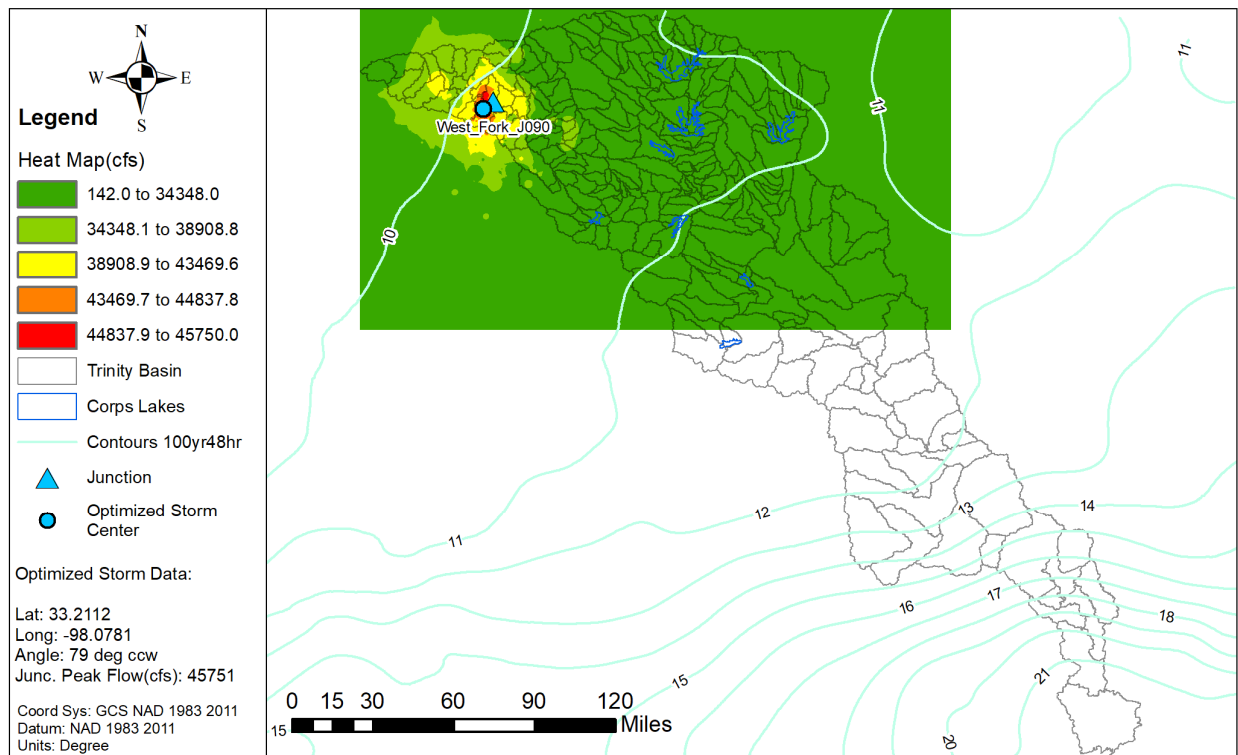 N
W E
S
Legend
Heat Map(cfs)
142.0 to 34348.0
34348.1 to 38908.8
38908.9 to 43469.6
43469.7 to 44837.8
44837.9 to 45750.0
Trinity Basin
Corps Lakes
Contours 100yr48hr
Junction
Optimized Storm
Center
Optimized Storm Data:
Lat: 33.2112
Long: -98.0781
Angle: 79 deg ccw
Junc. Peak Flow(cfs): 45751
Coord Sys: GCS NAD 1983 2011
Datum: NAD 1983 2011
Units: Degree
West_Fork_J090
10
11
11
11
12
13
14
15
16
17
18
20
21
15
0 15 30 60 90 120
Miles